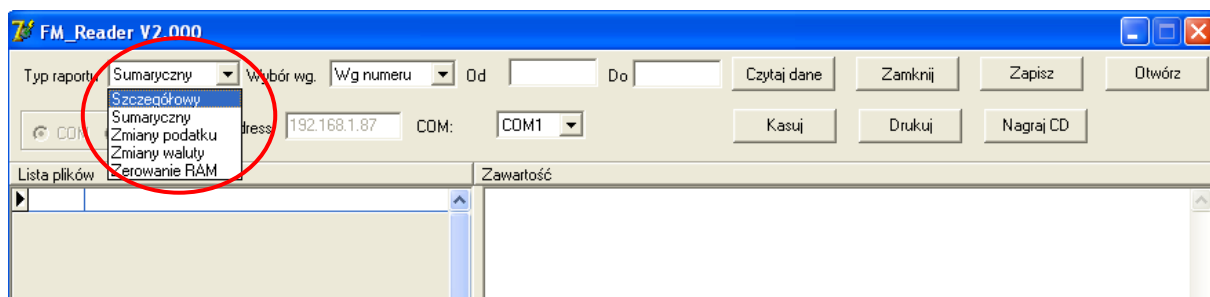 FM_Reader V2.000
Typ raportu Sumaryczny Wybór wg. Wg numeru Od Do Czytaj dane Zamknij Zapisz Otwórz
Szczegółowy
Sumaryczny
Zmiany podatku
Zmiany waluty
Zerowanie RAM
COM 192.168.1.87 COM: COM1 Kasuj Drukuj Nagraj CD
Lista plików Zawartość